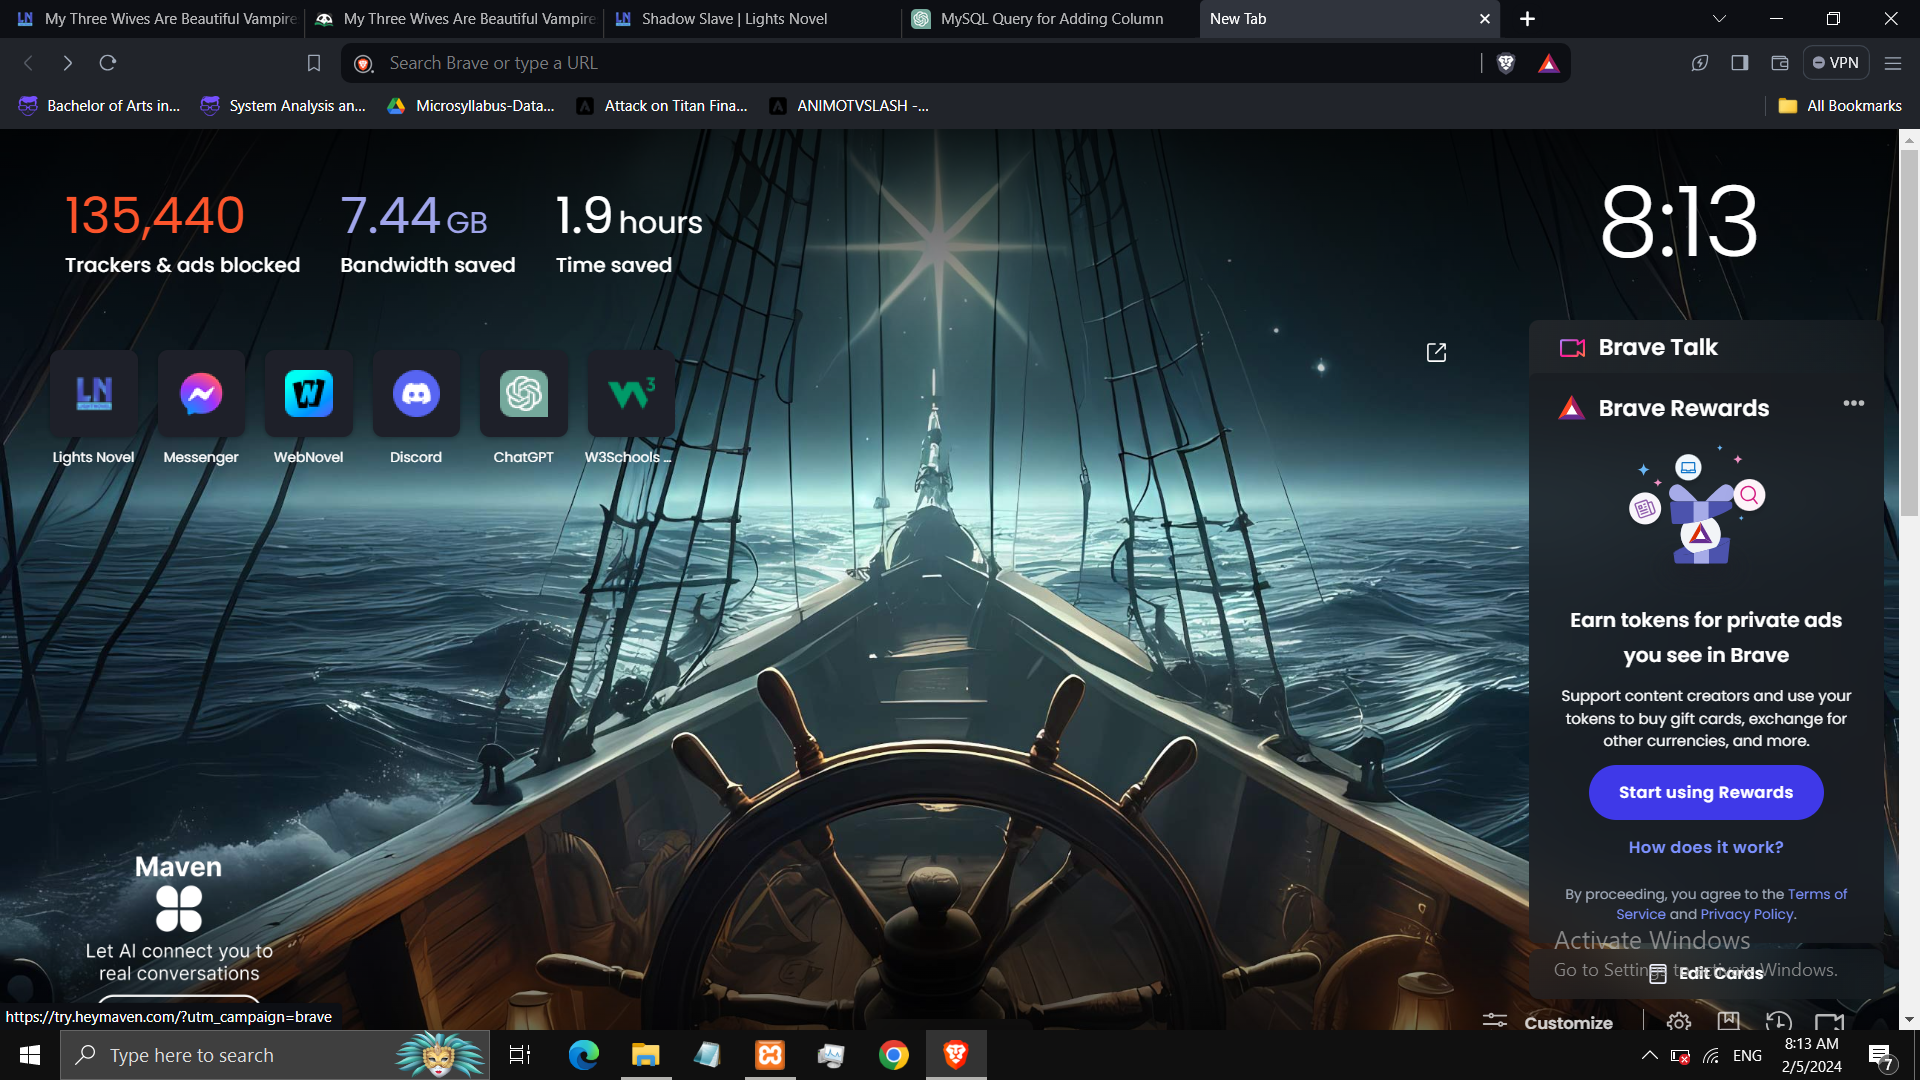 My Three Wives Are Beautiful Vampire
My Three Wives Are Beautiful Vampire
Shadow Slave | Lights Novel
MySQL Query for Adding Column
New Tab
Search Brave or type a URL
VPN
Bachelor of Arts in...
System Analysis an...
Microsyllabus-Data...
Attack on Titan Fina...
ANIMOTVSLASH -...
All Bookmarks
135,440
Trackers & ads blocked
7.44 GB
Bandwidth saved
1.9 hours
Time saved
8:13
LN
Lights Novel
Messenger
WebNovel
Discord
ChatGPT
W3Schools ...
Brave Talk
Brave Rewards
Earn tokens for private ads
you see in Brave
Support content creators and use your
tokens to buy gift cards, exchange for
other currencies, and more.
Start using Rewards
How does it work?
By proceeding, you agree to the Terms of
Service and Privacy Policy.
Activate Windows
Go to Settings to activate Windows.
Edit Cards
Maven
Let AI connect you to
real conversations
https://try.heymaven.com/?utm_campaign=brave
Customize
Type here to search
ENG
8:13 AM
2/5/2024
7